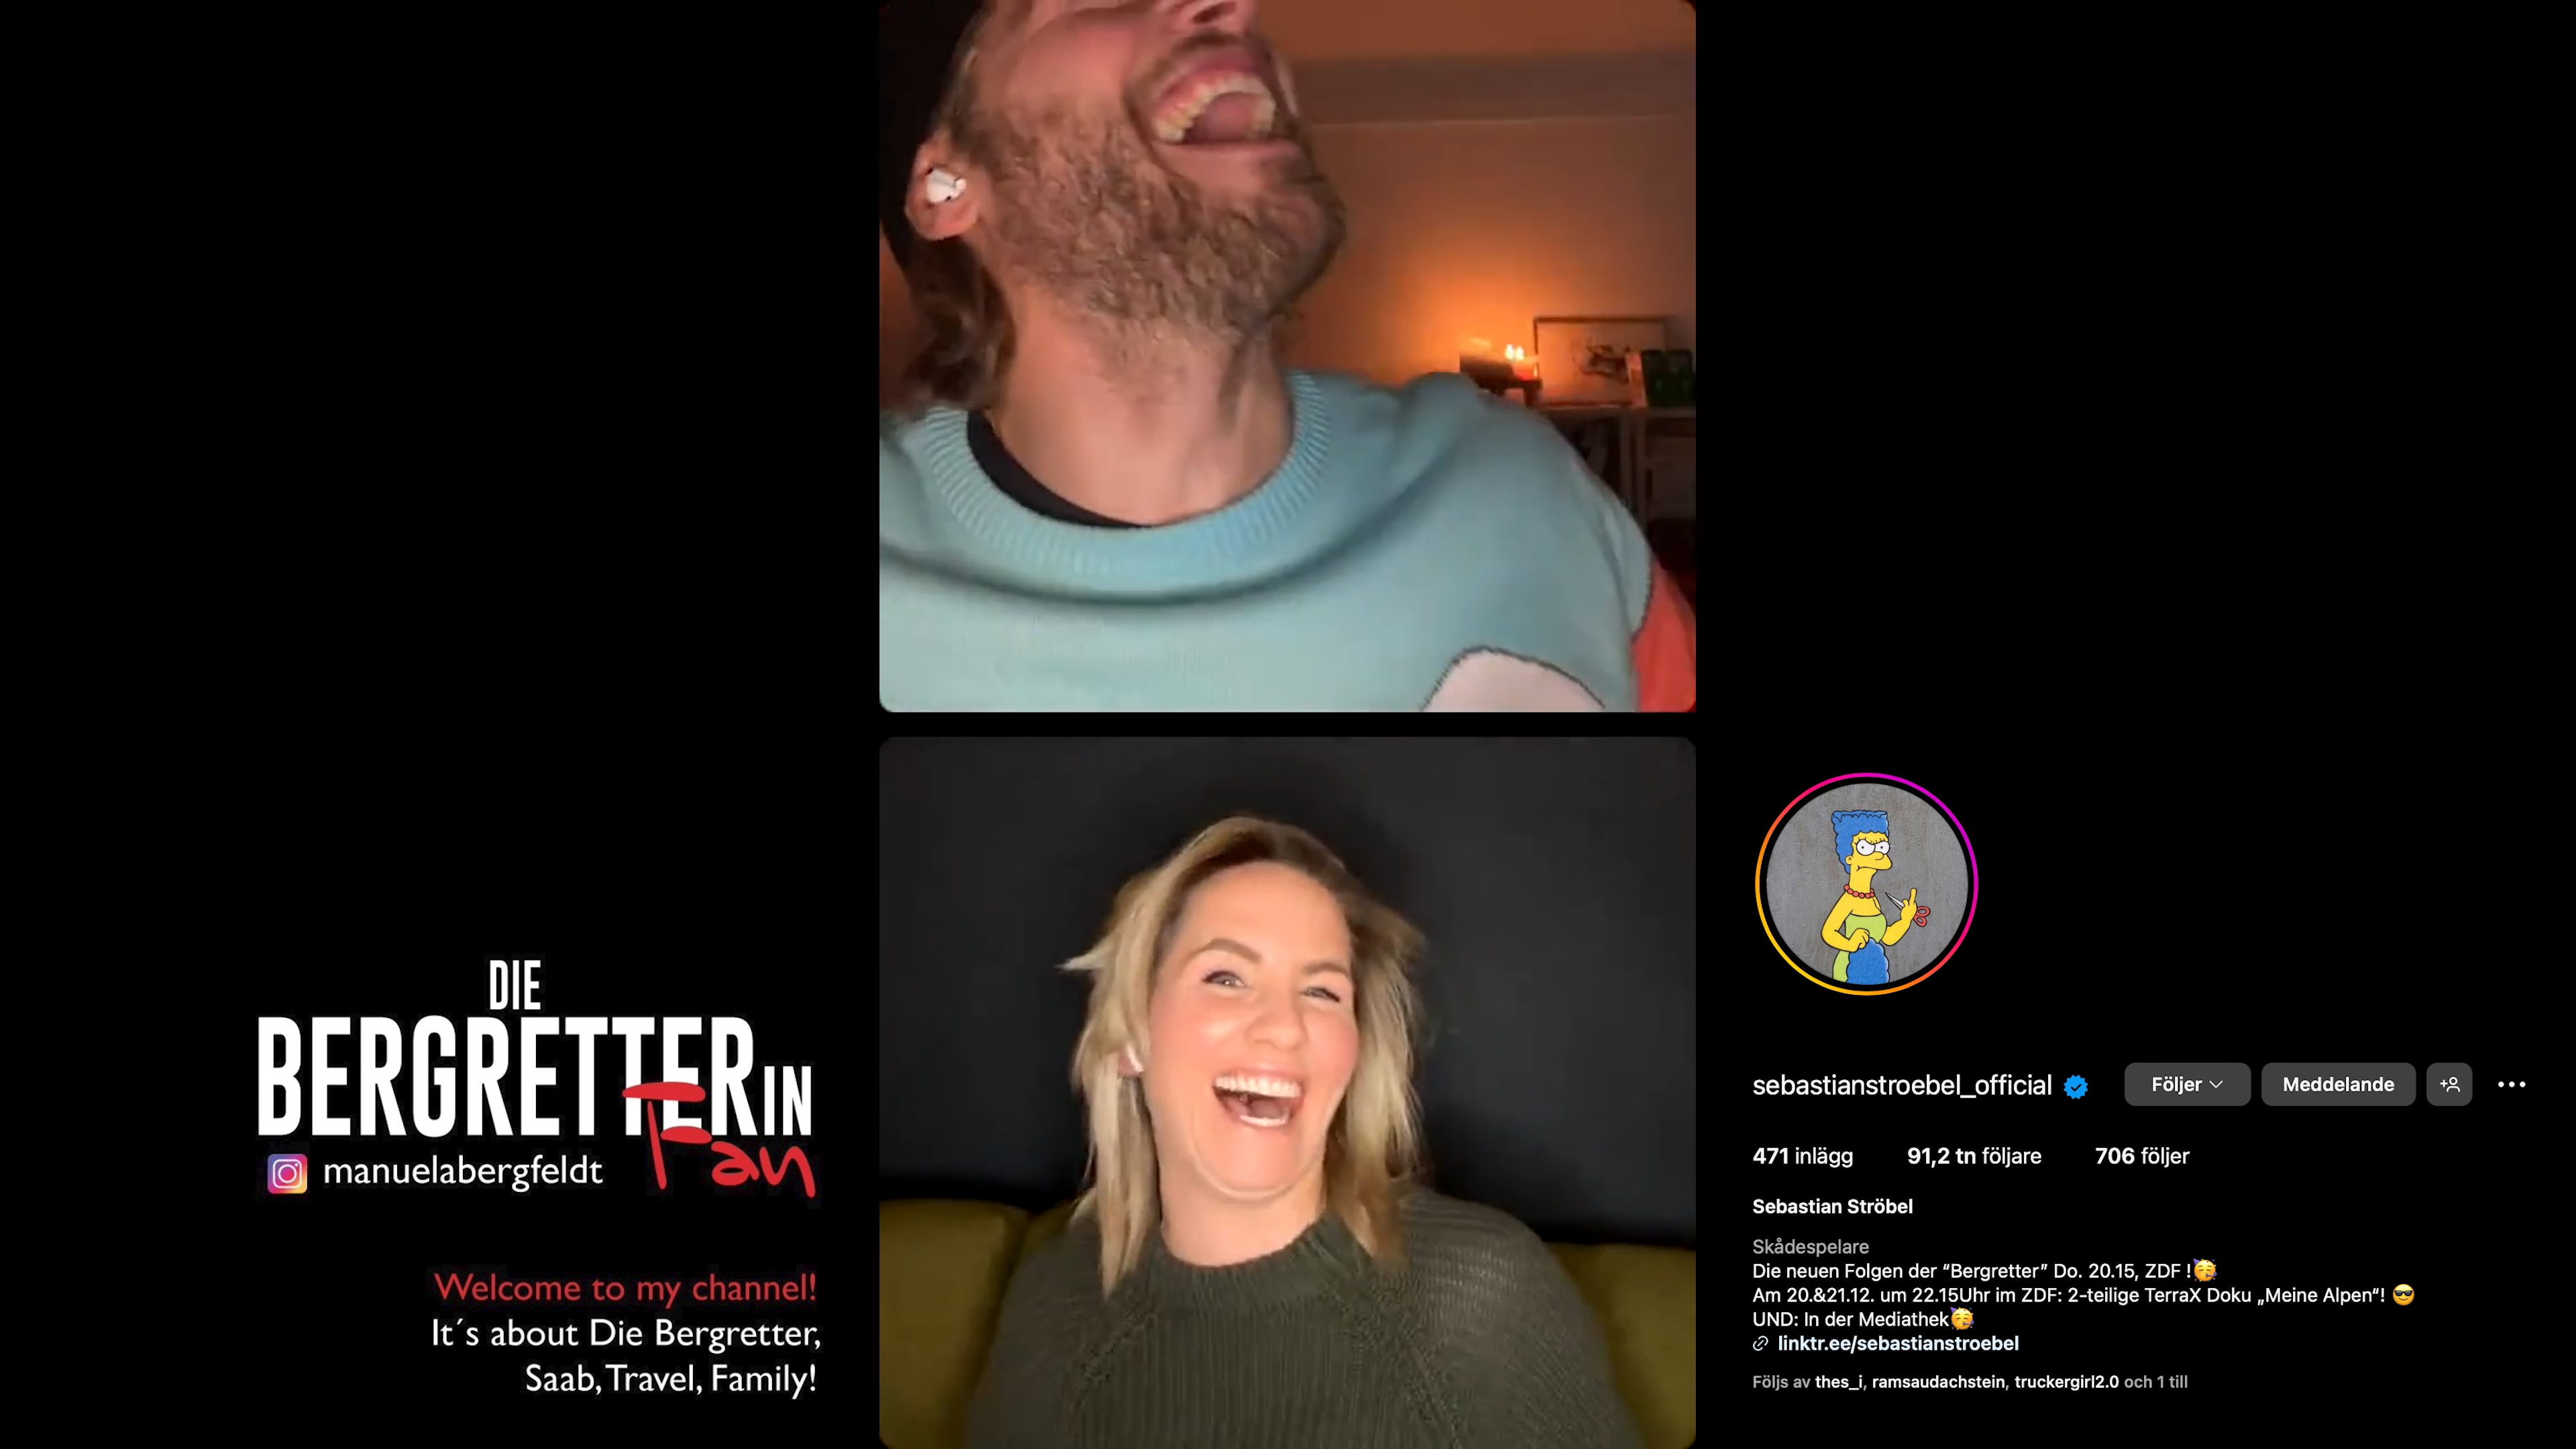 DIE
BERGRETTERIN
Fan
manuelabergfeldt
Welcome to my channel!
It´s about Die Bergretter,
Saab, Travel, Family!
sebastianstroebel_official
Följer
Meddelande
471 inlägg
91,2 tn följare
706 följer
Sebastian Ströbel
Skådespelare
Die neuen Folgen der “Bergretter” Do. 20.15, ZDF !🥳
Am 20.&21.12. um 22.15Uhr im ZDF: 2-teilige TerraX Doku „Meine Alpen“! 😎
UND: In der Mediathek🥳
linktr.ee/sebastianstroebel
Följs av thes_i, ramsaudachstein, truckergirl2.0 och 1 till